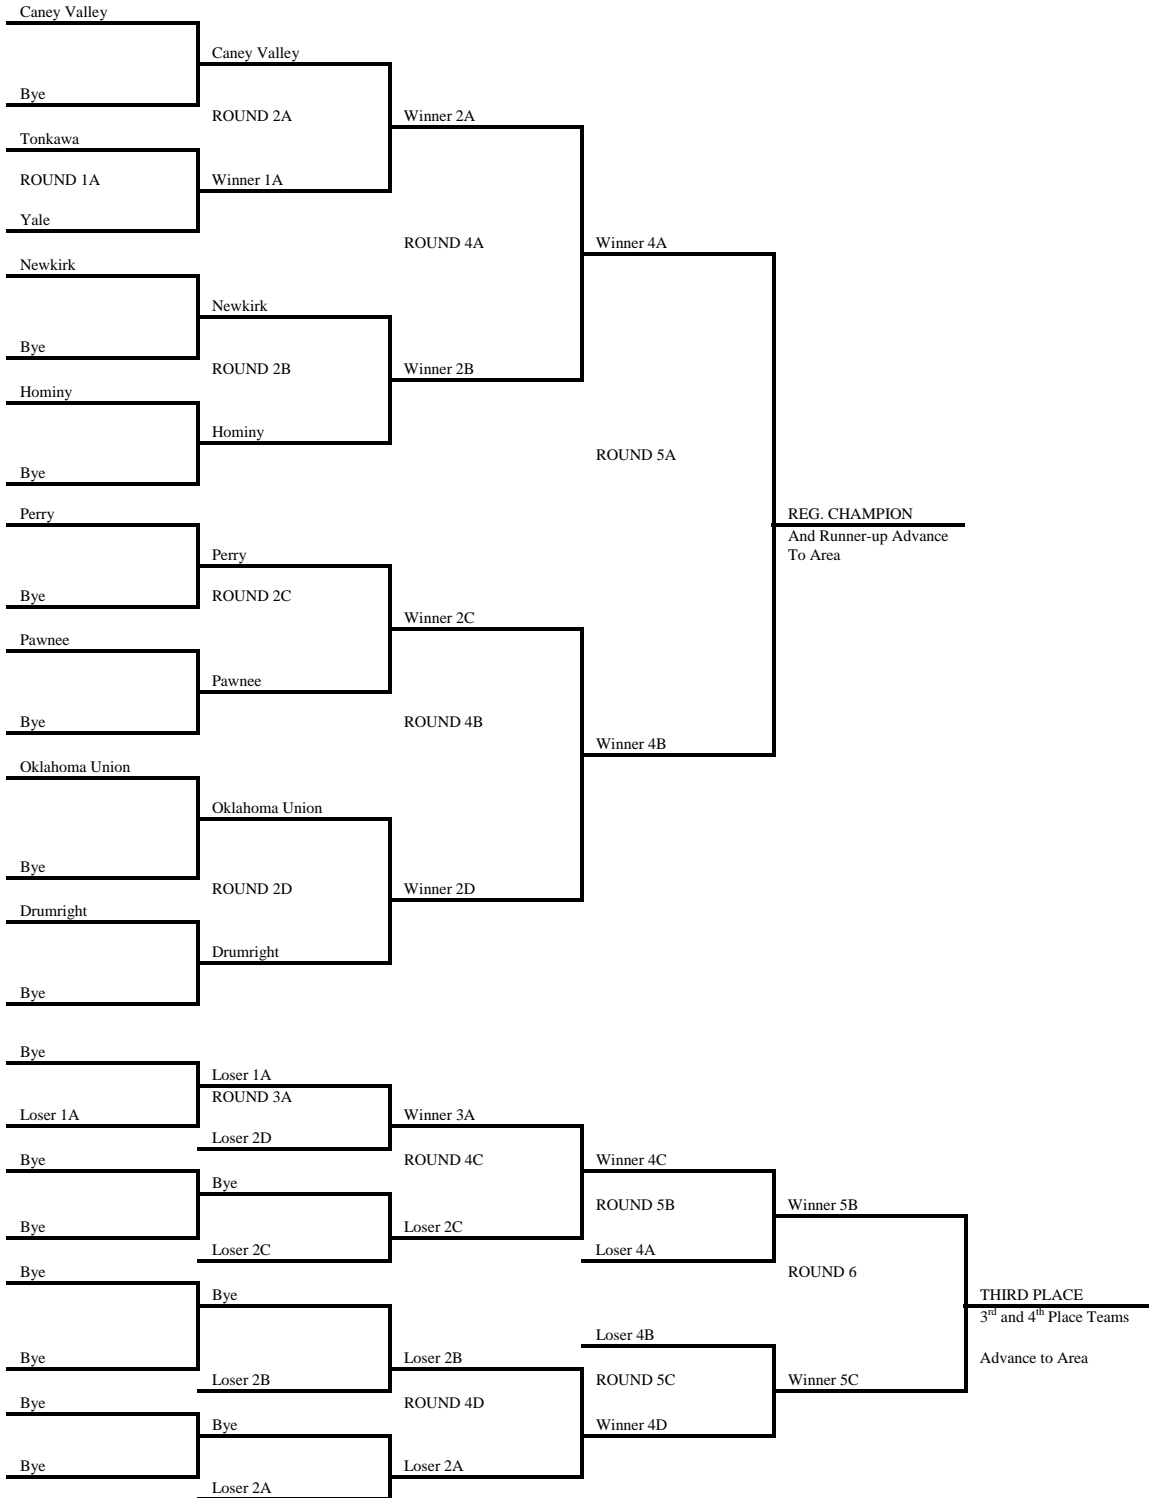 Caney Valley
Caney Valley
Bye
ROUND 2A
Winner 2A
Tonkawa
ROUND 1A
Winner 1A
Yale
ROUND 4A
Winner 4A
Newkirk
Newkirk
Bye
ROUND 2B
Winner 2B
Hominy
Hominy
ROUND 5A
Bye
Perry
REG. CHAMPION
And Runner-up Advance
To Area
Perry
Bye
ROUND 2C
Winner 2C
Pawnee
Pawnee
Bye
ROUND 4B
Winner 4B
Oklahoma Union
Oklahoma Union
Bye
ROUND 2D
Winner 2D
Drumright
Drumright
Bye
Bye
Loser 1A
ROUND 3A
Loser 1A
Winner 3A
Loser 2D
Bye
ROUND 4C
Winner 4C
Bye
ROUND 5B
Winner 5B
Bye
Loser 2C
Loser 2C
Loser 4A
Bye
ROUND 6
Bye
THIRD PLACE
3rd and 4th Place Teams
Loser 4B
Bye
Loser 2B
Advance to Area
Loser 2B
ROUND 5C
Winner 5C
Bye
ROUND 4D
Bye
Winner 4D
Bye
Loser 2A
Loser 2A